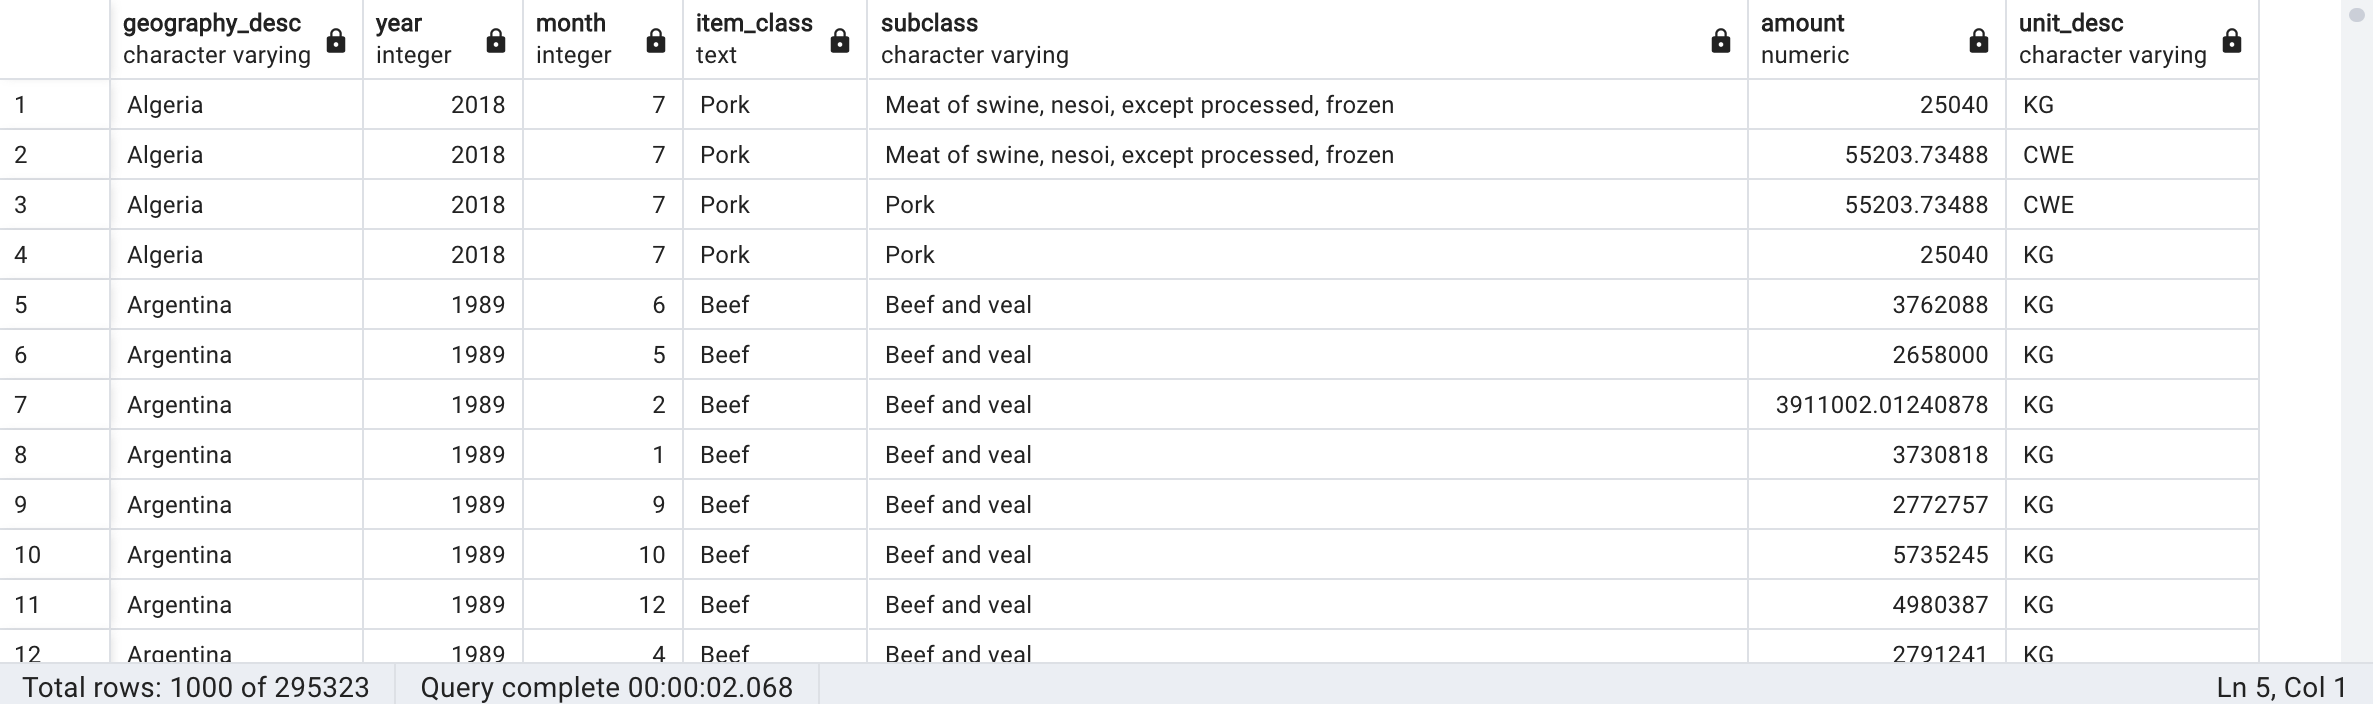 geography_desc year month item_class subclass amount unit_desc
character varying integer integer text character varying numeric character varying
1 Algeria 2018 7 Pork Meat of swine, nesoi, except processed, frozen 25040 KG
2 Algeria 2018 7 Pork Meat of swine, nesoi, except processed, frozen 55203.73488 CWE
3 Algeria 2018 7 Pork Pork 55203.73488 CWE
4 Algeria 2018 7 Pork Pork 25040 KG
5 Argentina 1989 6 Beef Beef and veal 3762088 KG
6 Argentina 1989 5 Beef Beef and veal 2658000 KG
7 Argentina 1989 2 Beef Beef and veal 3911002.01240878 KG
8 Argentina 1989 1 Beef Beef and veal 3730818 KG
9 Argentina 1989 9 Beef Beef and veal 2772757 KG
10 Argentina 1989 10 Beef Beef and veal 5735245 KG
11 Argentina 1989 12 Beef Beef and veal 4980387 KG
12 Argentina 1989 4 Beef Beef and veal 2791241 KG
Total rows: 1000 of 295323 Query complete 00:00:02.068 Ln 5, Col 1